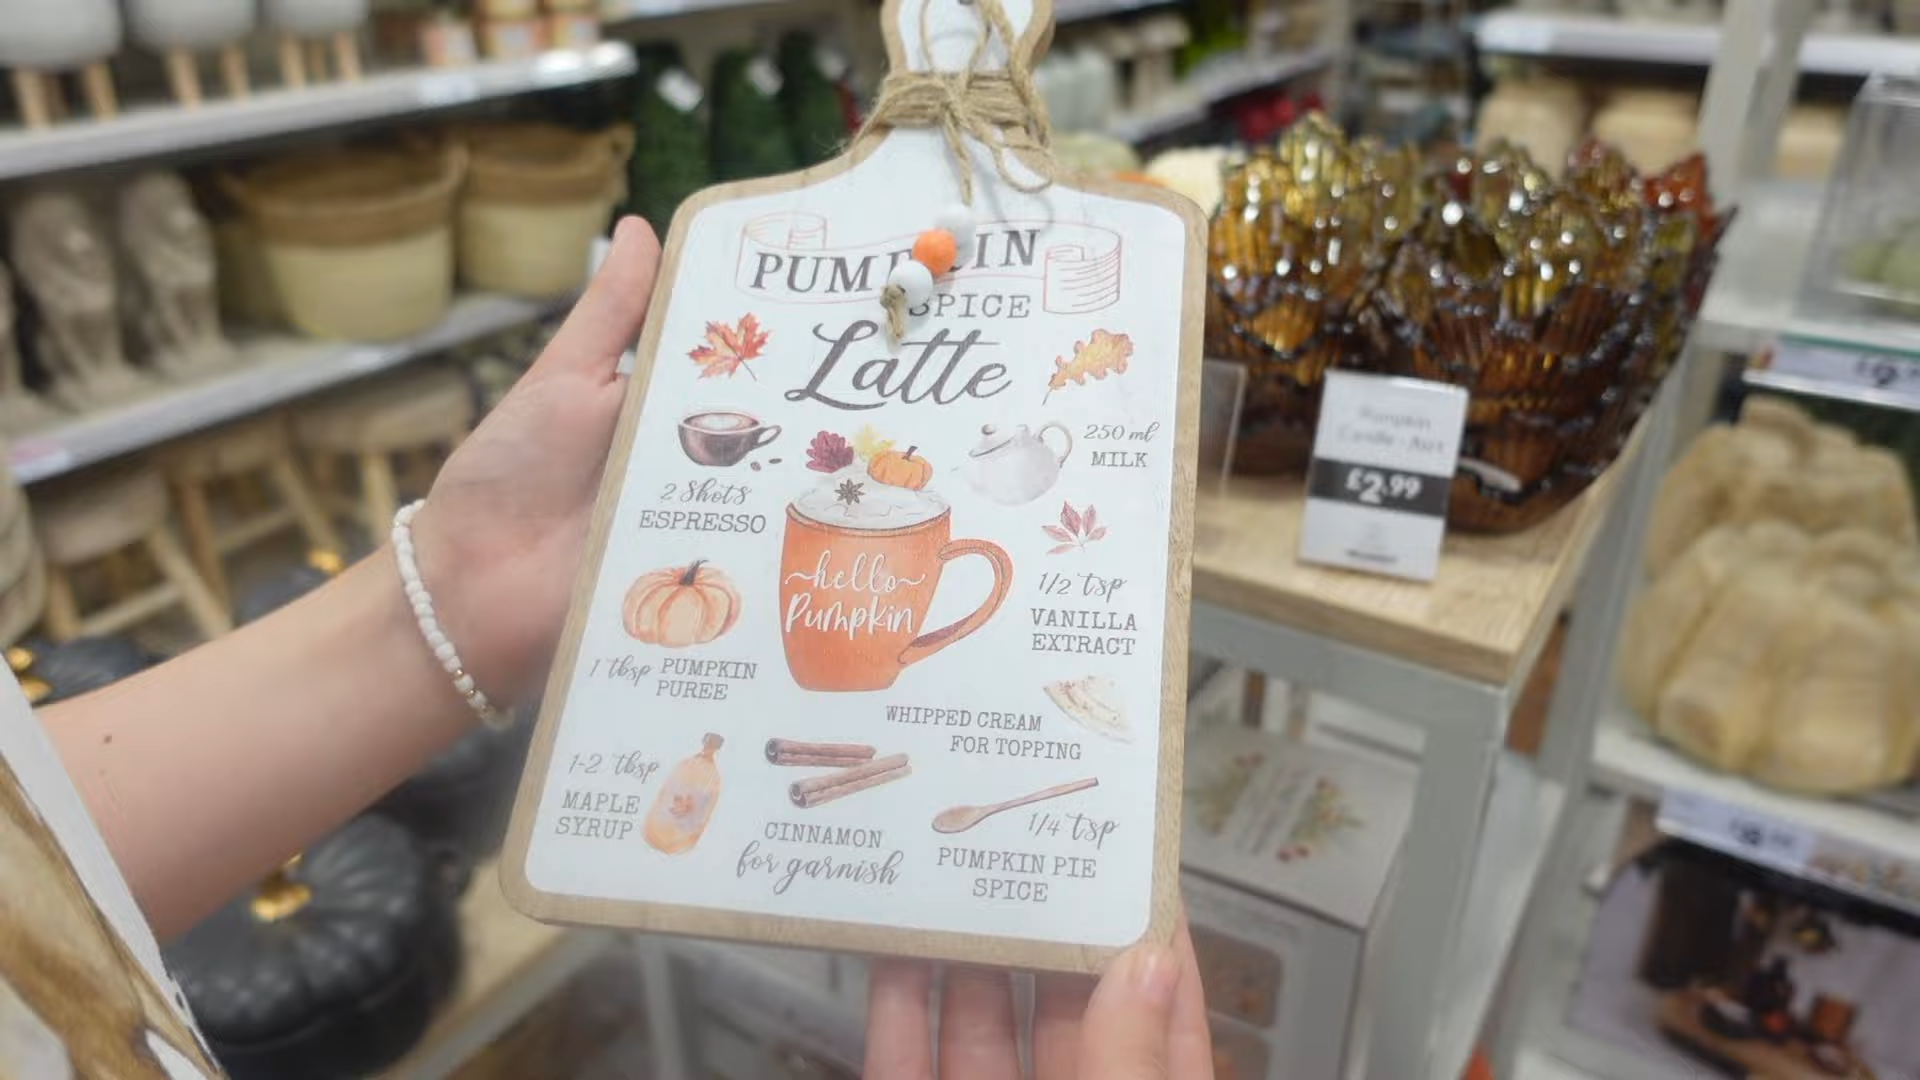 PUMPKIN
SPICE
Latte
250 ml
MILK
2 Shots
ESPRESSO
~hello~
Pumpkin
1/2 tsp
VANILLA
EXTRACT
1 tbsp PUMPKIN
PUREE
WHIPPED CREAM
FOR TOPPING
1-2 tbsp
MAPLE
SYRUP
CINNAMON
for garnish
1/4 tsp
PUMPKIN PIE
SPICE
Pumpkin
£2.99